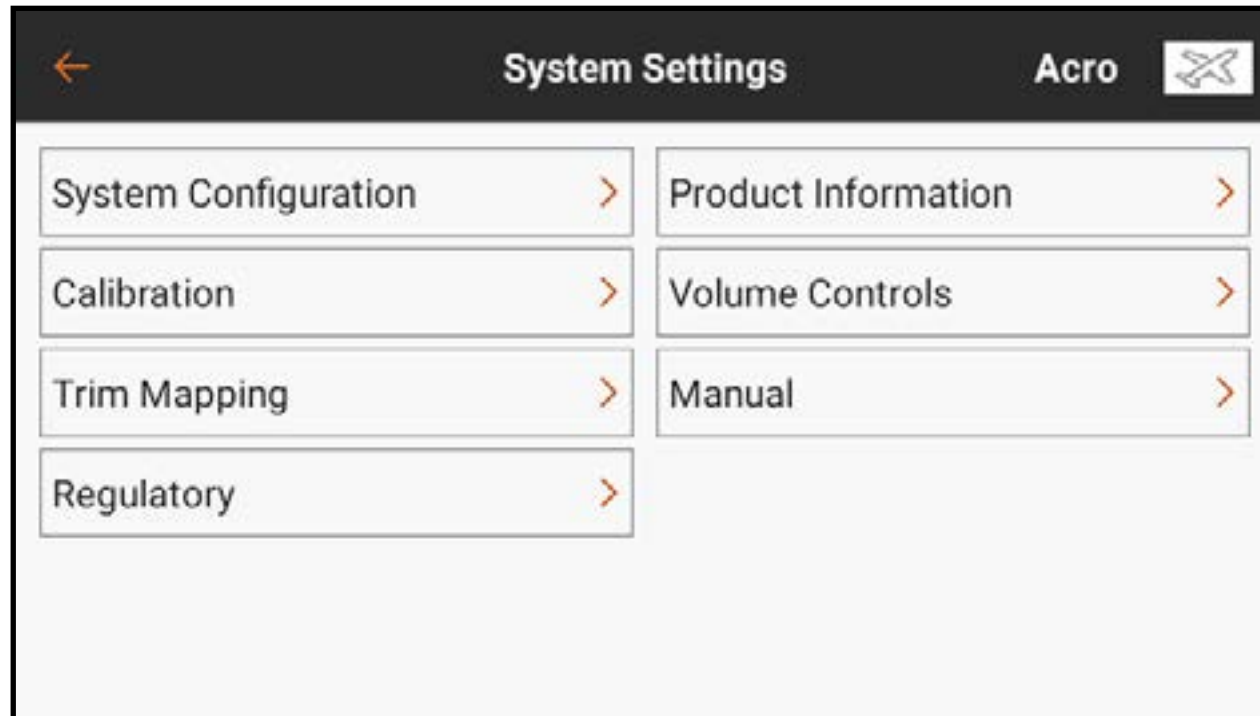 System Settings
Acro
System Configuration
Product Information
Calibration
Volume Controls
Trim Mapping
Manual
Regulatory